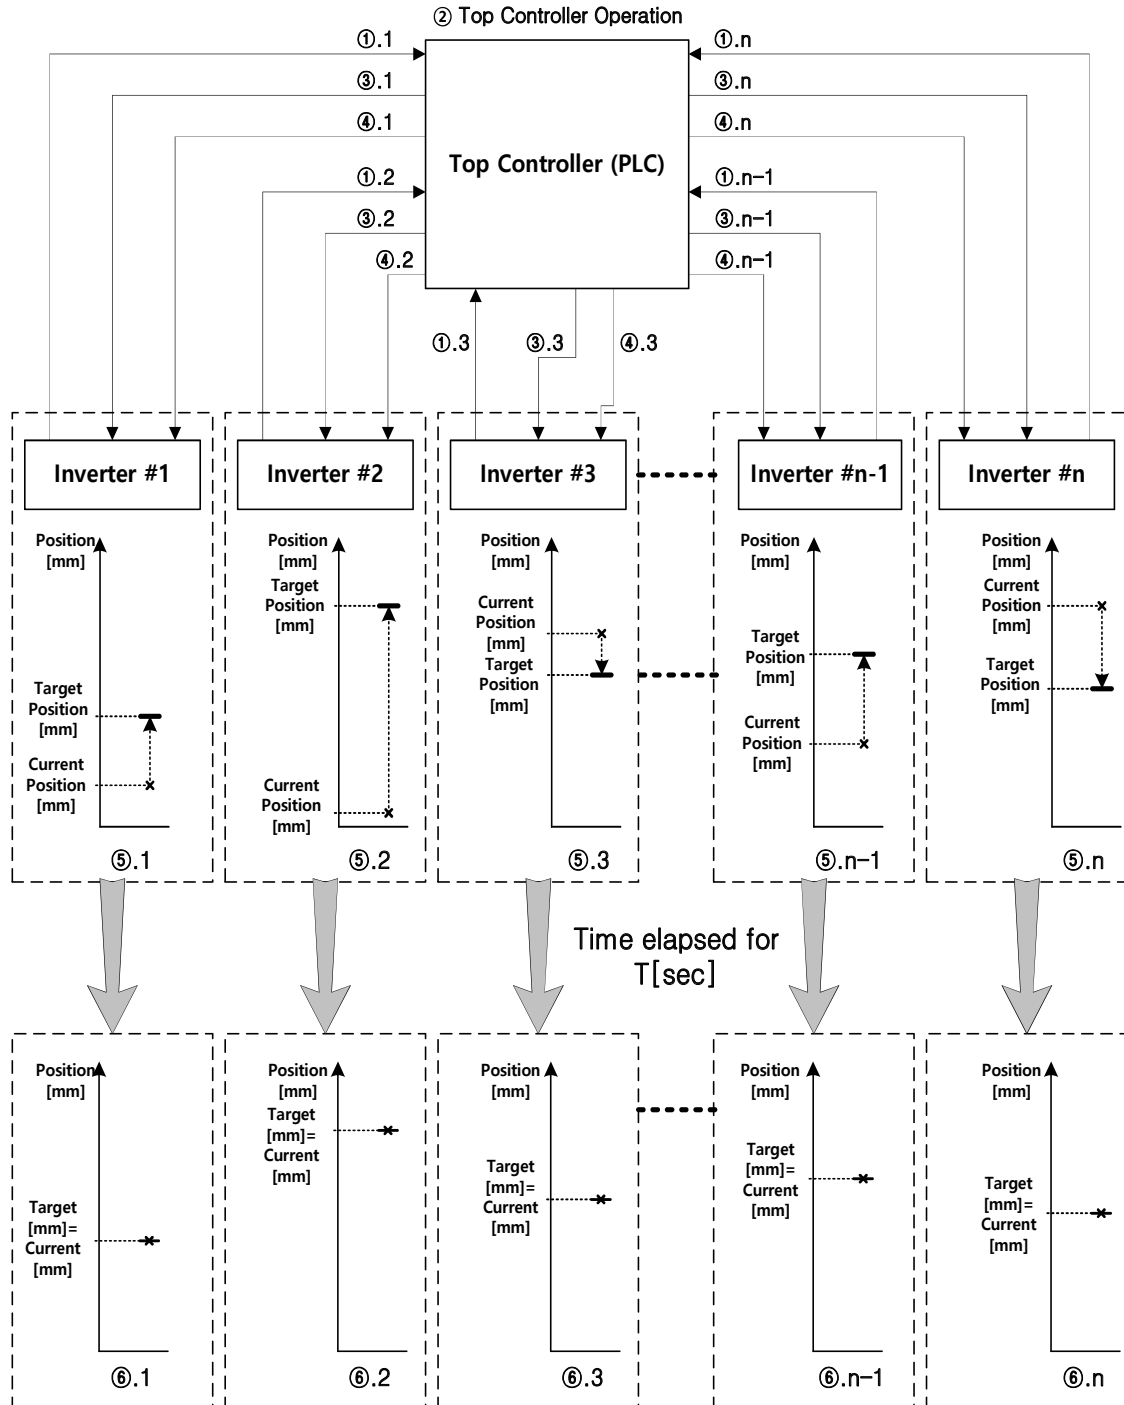 ② Top Controller Operation
①.1
①.n
③.1
③.n
④.1
④.n
Top Controller (PLC)
①.2
①.n-1
③.2
③.n-1
④.2
④.n-1
①.3
③.3
④.3
Inverter #1
Inverter #2
Inverter #3
Inverter #n-1
Inverter #n
Position
[mm]
Target
Position
[mm]
Current
Position
[mm]
⑤.1
Position
[mm]
Target
Position
[mm]
Current
Position
[mm]
⑤.2
Position
[mm]
Current
Position
[mm]
Target
Position
[mm]
⑤.3
Position
[mm]
Target
Position
[mm]
Current
Position
[mm]
⑤.n-1
Position
[mm]
Current
Position
[mm]
Target
Position
[mm]
⑤.n
Time elapsed for
T[sec]
Position
[mm]
Target
[mm]=
Current
[mm]
⑥.1
Position
[mm]
Target
[mm]=
Current
[mm]
⑥.2
Position
[mm]
Target
[mm]=
Current
[mm]
⑥.3
Position
[mm]
Target
[mm]=
Current
[mm]
⑥.n-1
Position
[mm]
Target
[mm]=
Current
[mm]
⑥.n